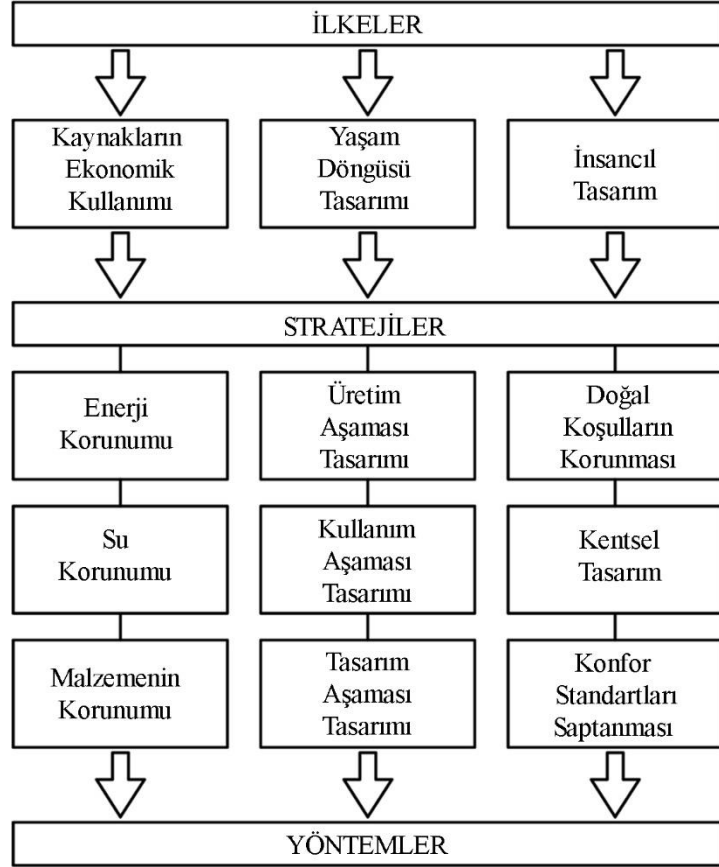 İLKELER
Kaynakların
Ekonomik
Kullanımı
Yaşam
Döngüsü
Tasarımı
İnsancıl
Tasarım
STRATEJİLER
Enerji
Korunumu
Üretim
Aşaması
Tasarımı
Doğal
Koşulların
Korunması
Su
Korunumu
Kullanım
Aşaması
Tasarımı
Kentsel
Tasarım
Malzemenin
Korunumu
Tasarım
Aşaması
Tasarımı
Konfor
Standartları
Saptanması
YÖNTEMLER